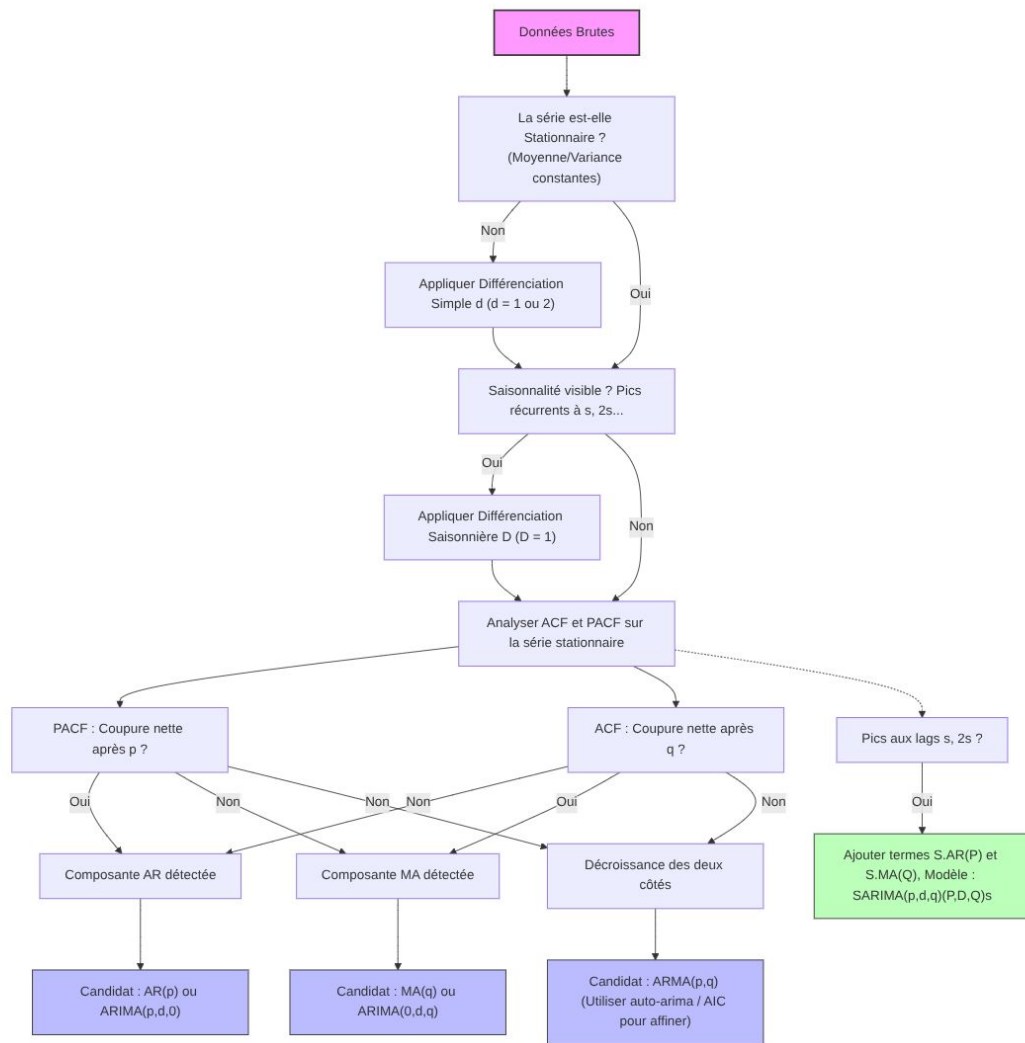 Données Brutes
La série est-elle
Stationnaire ?
(Moyenne/Variance
constantes)
Non
Appliquer Différenciation
Simple d (d = 1 ou 2)
Oui
Saisonnalité visible ? Pics
récurrents à s, 2s...
Oui
Appliquer Différenciation
Saisonnière D (D = 1)
Non
Analyser ACF et PACF sur
la série stationnaire
PACF : Coupure nette
après p ?
ACF : Coupure nette après
q ?
Pics aux lags s, 2s ?
Oui
Non
Non
Non
Oui
Non
Oui
Composante AR détectée
Composante MA détectée
Décroissance des deux
côtés
Ajouter termes S.AR(P) et
S.MA(Q), Modèle :
SARIMA(p,d,q)(P,D,Q)s
Candidat : AR(p) ou
ARIMA(p,d,0)
Candidat : MA(q) ou
ARIMA(0,d,q)
Candidat : ARMA(p,q)
(Utiliser auto-arima / AIC
pour affiner)